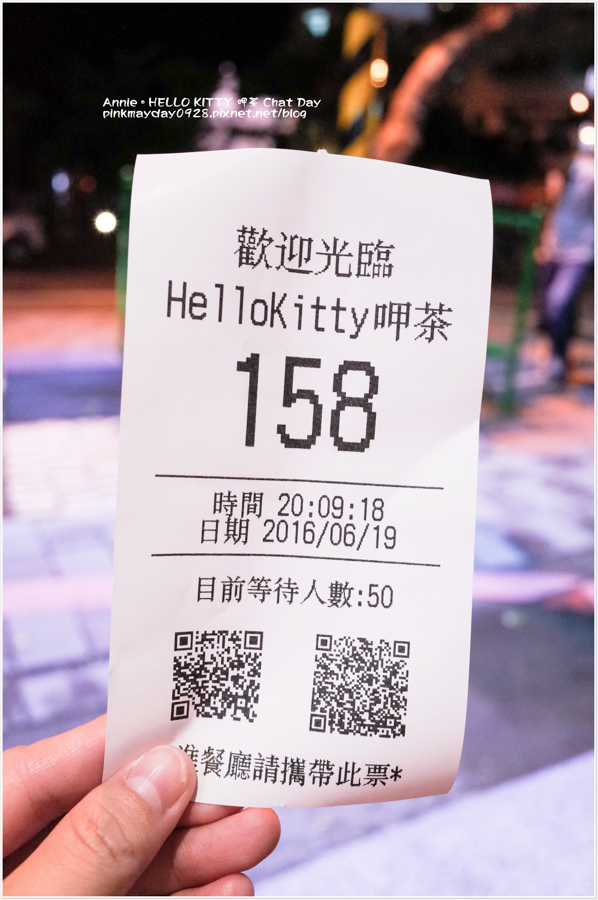 Annie。HELLO KITTY 呷茶 Chat Day
pinkmayday0928.pixnet.net/blog
歡迎光臨
HelloKitty呷茶
158
時間 20:09:18
日期 2016/06/19
目前等待人數:50
進餐廳請攜帶此票*